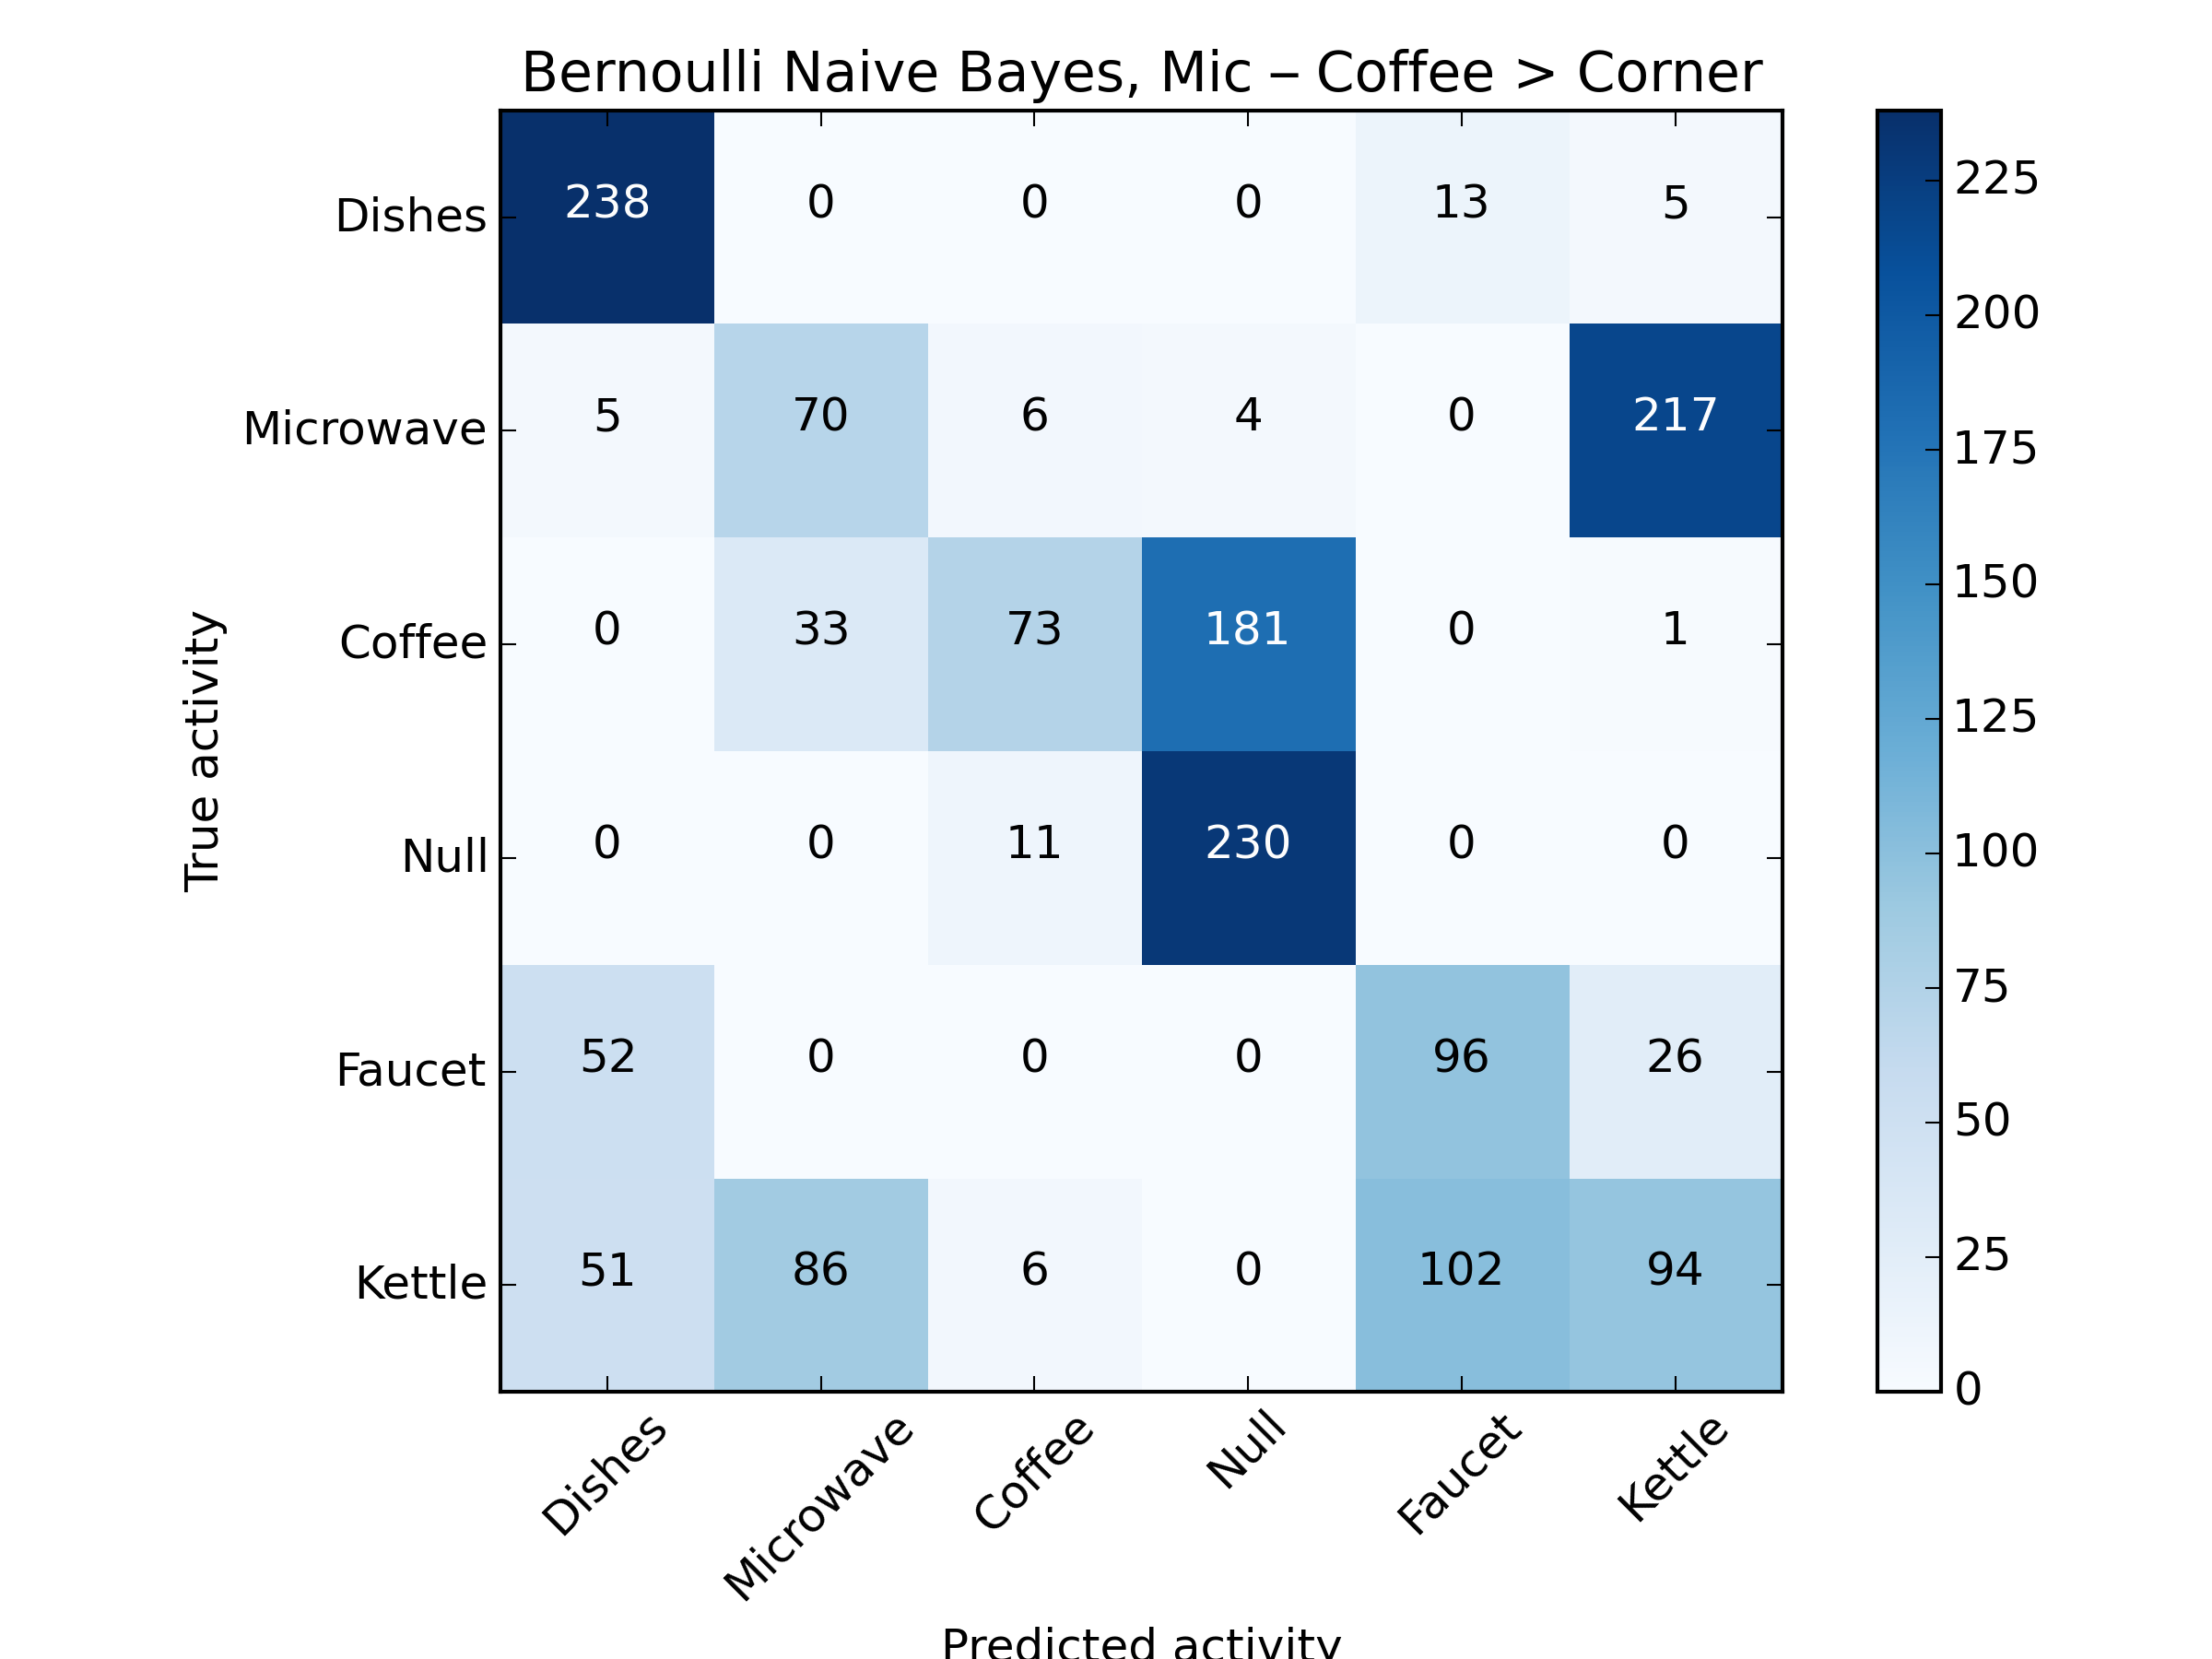 Bernoulli Naive Bayes, Mic – Coffee > Corner
Dishes 238 0 0 0 13 5
Microwave 5 70 6 4 0 217
Coffee 0 33 73 181 0 1
Null 0 0 11 230 0 0
Faucet 52 0 0 0 96 26
Kettle 51 86 6 0 102 94
True activity
Dishes Microwave Coffee Null Faucet Kettle
Predicted activity
225
200
175
150
125
100
75
50
25
0